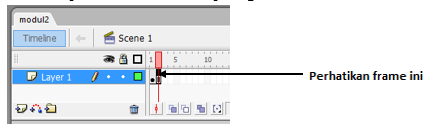 modul2
Timeline Scene 1
1 5 10
Layer 1
Perhatikan frame ini